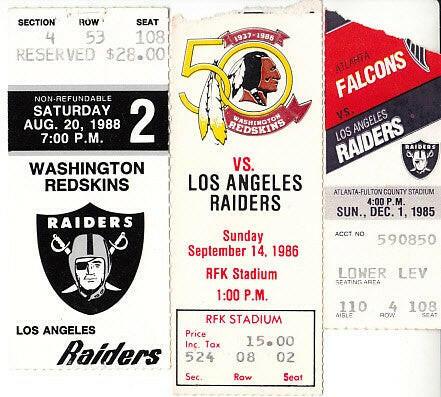 SECTION ROW SEAT
4 53 108
RESERVED $28.00
NON-REFUNDABLE
SATURDAY
AUG. 20, 1988
7:00 P.M.
2
WASHINGTON
REDSKINS
RAIDERS
LOS ANGELES
Raiders
1937-1986
50
WASHINGTON
REDSKINS
VS.
LOS ANGELES
RAIDERS
Sunday
September 14, 1986
RFK Stadium
1:00 P.M.
RFK STADIUM
Price
Inc. Tax 15.00
524 08 02
Sec. Row Seat
ATLANTA
FALCONS
VS.
LOS ANGELES
RAIDERS
RAIDERS
ATLANTA-FULTON COUNTY STADIUM
4:00 P.M.
SUN., DEC. 1, 1985
ACCT NO
590850
LOWER LEV
SEATING AREA
110 4 108
AISLE ROW SEAT